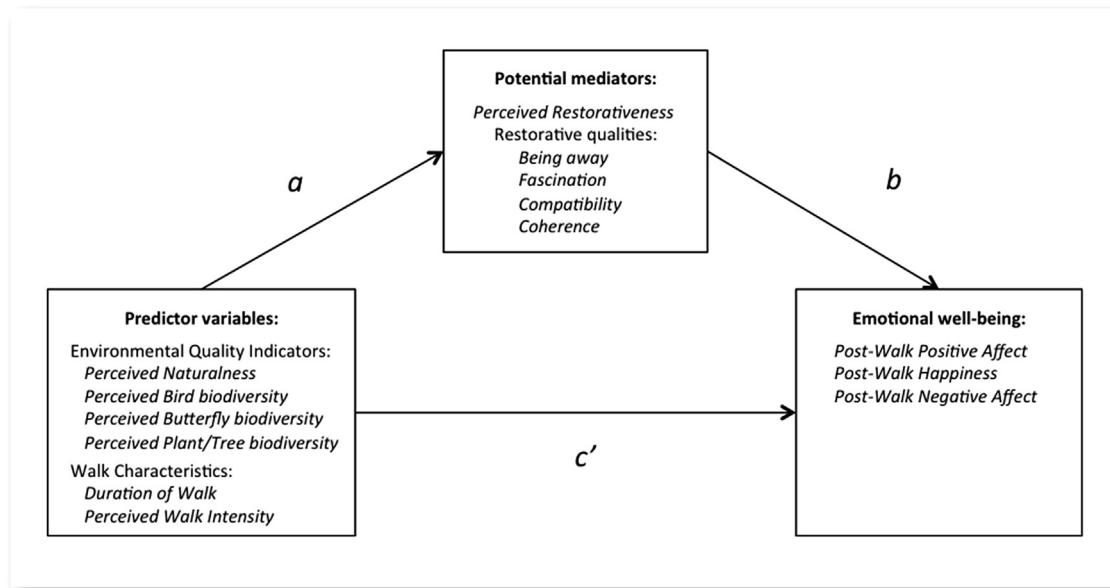 Potential mediators:
Perceived Restorativeness
Restorative qualities:
Being away
Fascination
Compatibility
Coherence
a
b
Predictor variables:
Environmental Quality Indicators:
Perceived Naturalness
Perceived Bird biodiversity
Perceived Butterfly biodiversity
Perceived Plant/Tree biodiversity
Walk Characteristics:
Duration of Walk
Perceived Walk Intensity
c’
Emotional well-being:
Post-Walk Positive Affect
Post-Walk Happiness
Post-Walk Negative Affect